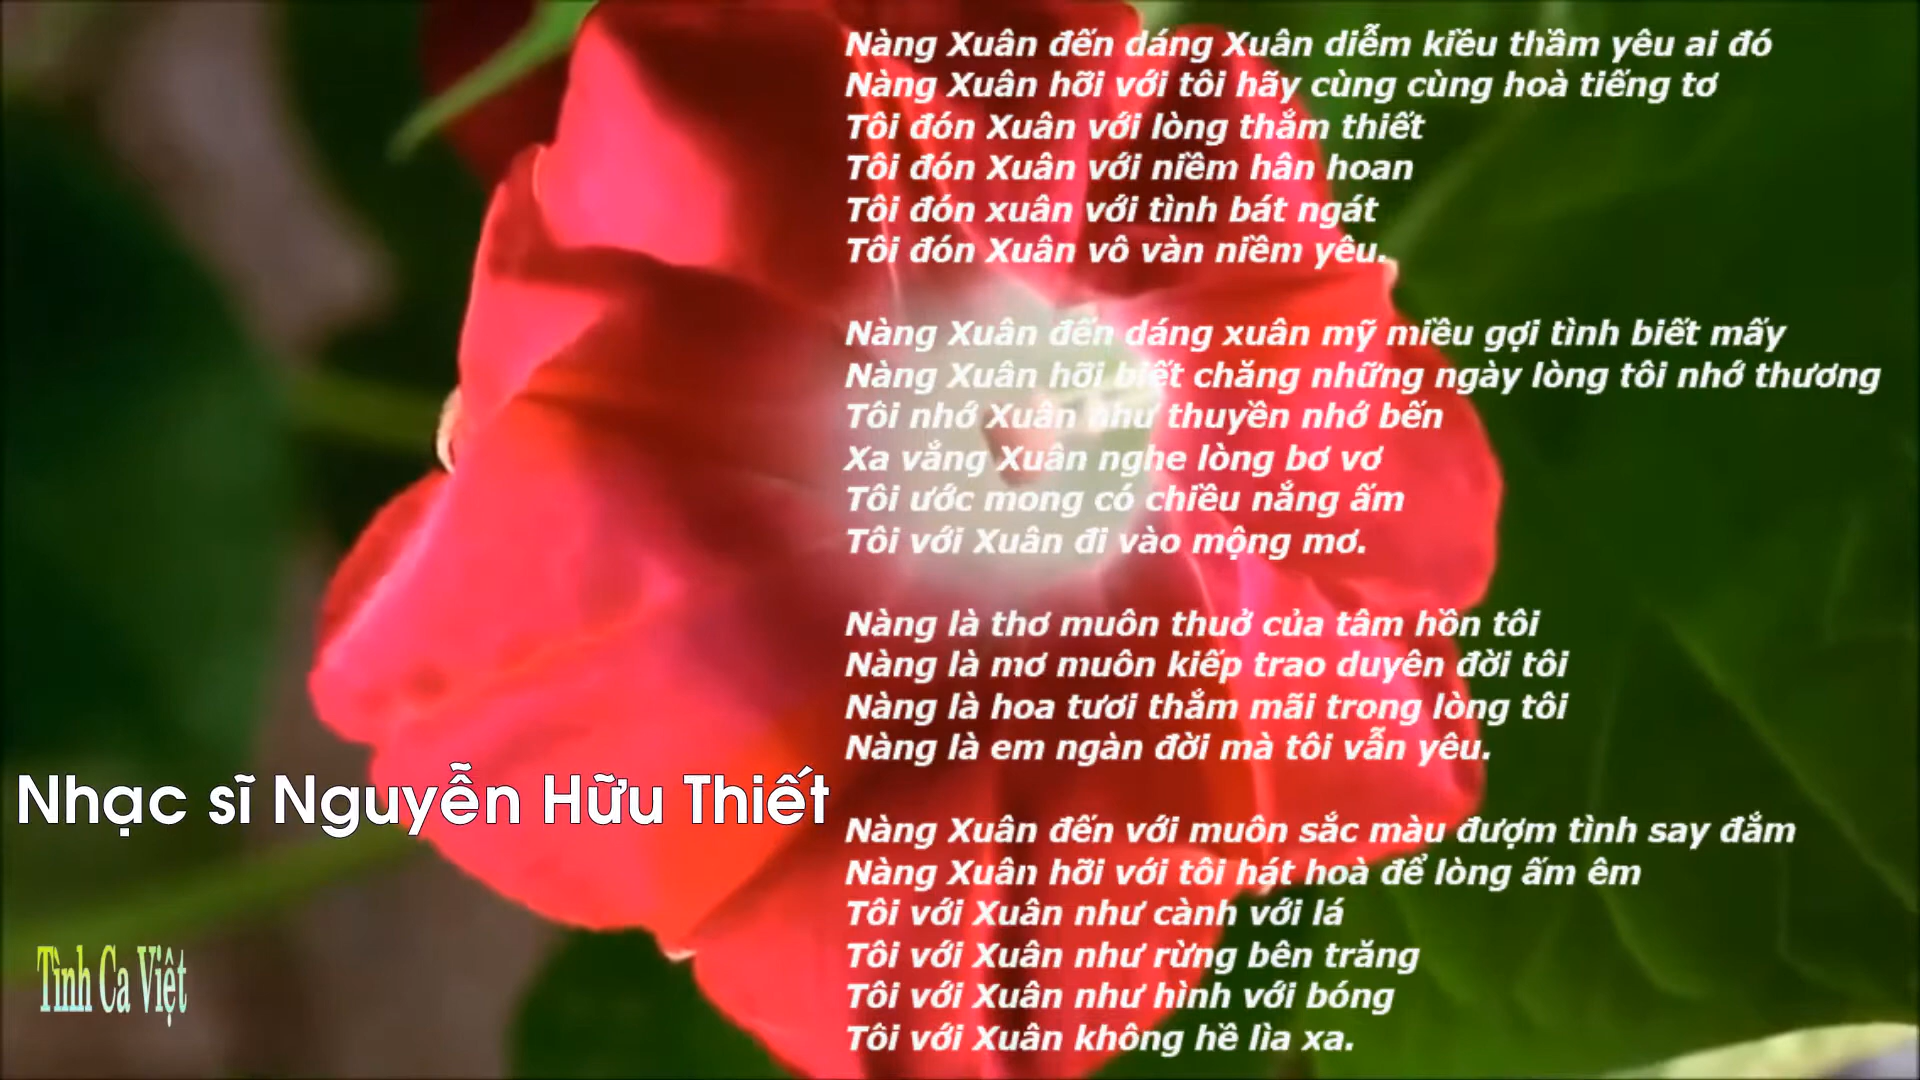 Nàng Xuân đến dáng Xuân diễm kiều thầm yêu ai đó
Nàng Xuân hỡi với tôi hãy cùng cùng hoà tiếng tơ
Tôi đón Xuân với lòng thắm thiết
Tôi đón Xuân với niềm hân hoan
Tôi đón xuân với tình bát ngát
Tôi đón Xuân vô vàn niềm yêu.
Nàng Xuân đến dáng xuân mỹ miều gợi tình biết mấy
Nàng Xuân hỡi biết chăng những ngày lòng tôi nhớ thương
Tôi nhớ Xuân như thuyền nhớ bến
Xa vắng Xuân nghe lòng bơ vơ
Tôi ước mong có chiều nắng ấm
Tôi với Xuân đi vào mộng mơ.
Nàng là thơ muôn thuở của tâm hồn tôi
Nàng là mơ muôn kiếp trao duyên đời tôi
Nàng là hoa tươi thắm mãi trong lòng tôi
Nàng là em ngàn đời mà tôi vẫn yêu.
Nàng Xuân đến với muôn sắc màu đượm tình say đắm
Nàng Xuân hỡi với tôi hát hoà để lòng ấm êm
Tôi với Xuân như cành với lá
Tôi với Xuân như rừng bên trăng
Tôi với Xuân như hình với bóng
Tôi với Xuân không hề lìa xa.
Nhạc sĩ Nguyễn Hữu Thiết
Tình Ca Việt